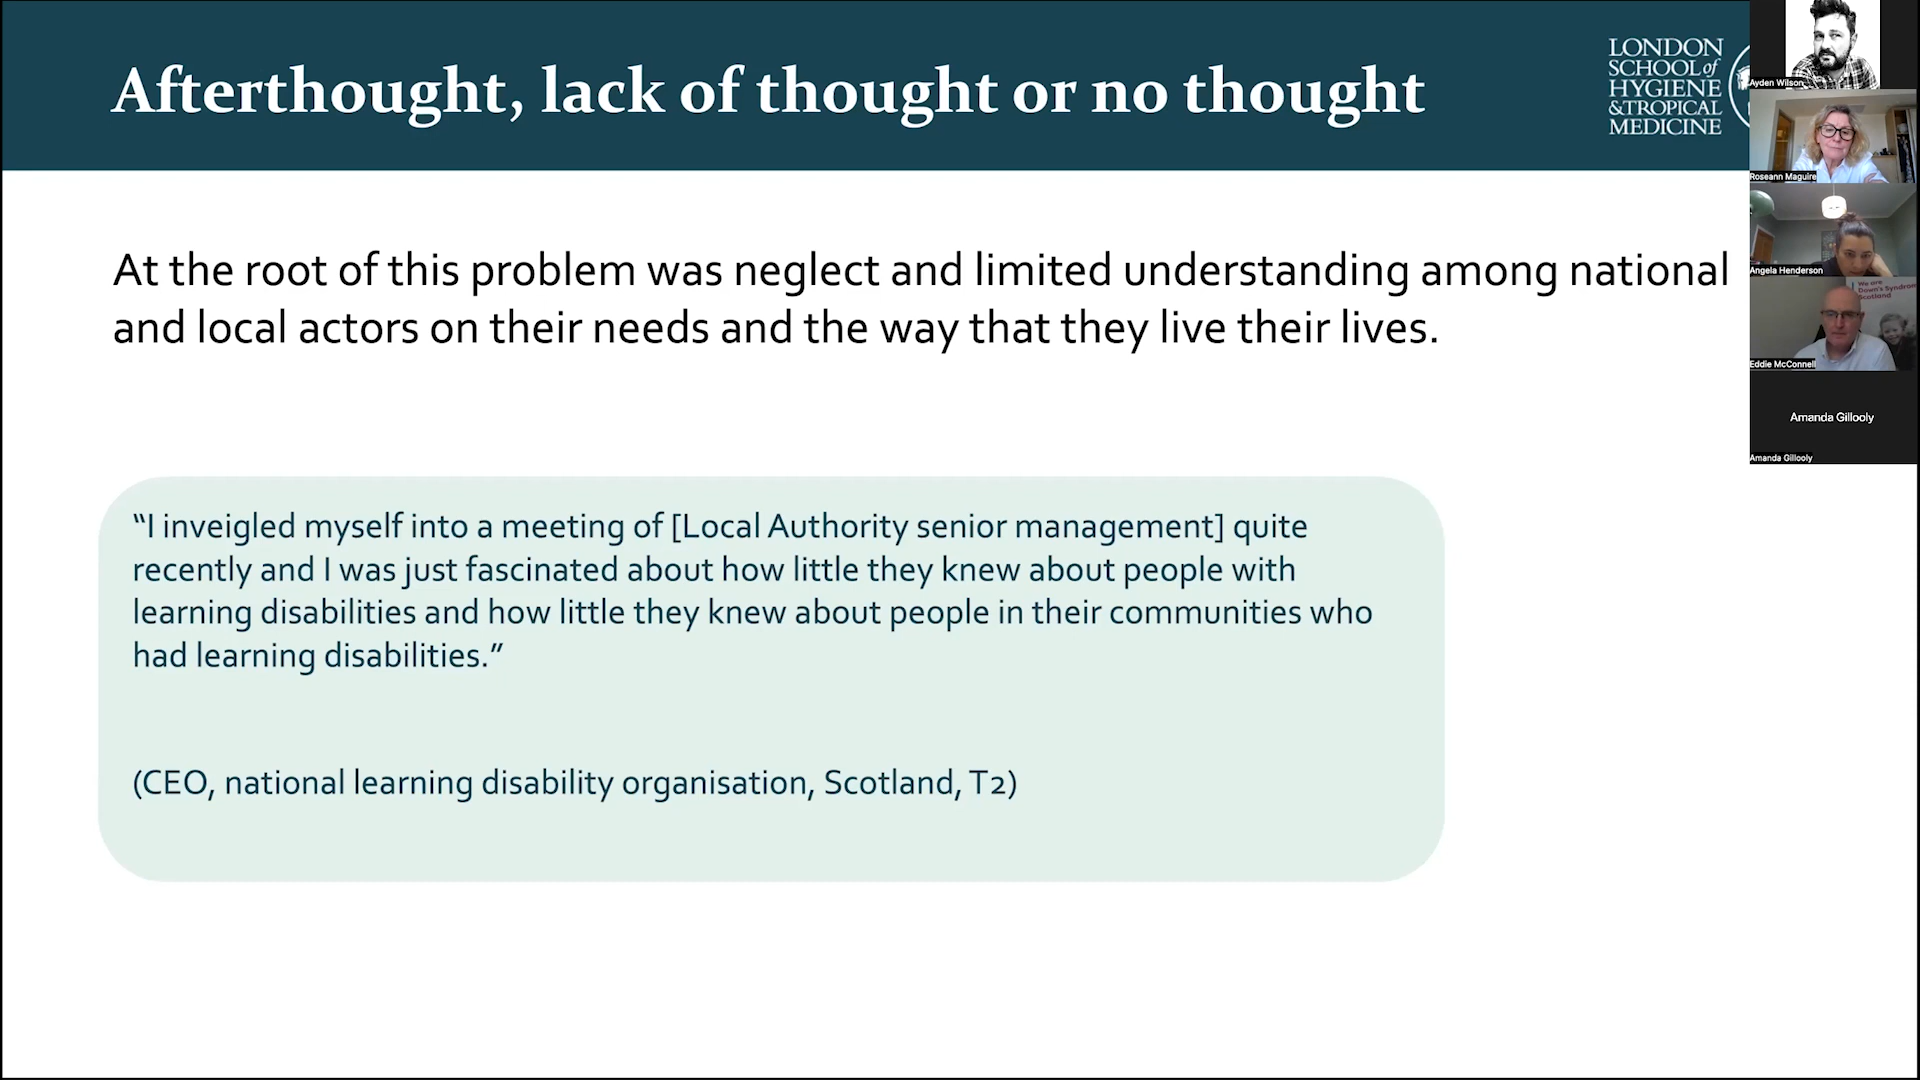 Afterthought, lack of thought or no thought
LONDON
SCHOOL of
HYGIENE
& TROPICAL
MEDICINE
At the root of this problem was neglect and limited understanding among national
and local actors on their needs and the way that they live their lives.
“I inveigled myself into a meeting of [Local Authority senior management] quite
recently and I was just fascinated about how little they knew about people with
learning disabilities and how little they knew about people in their communities who
had learning disabilities.”
(CEO, national learning disability organisation, Scotland, T2)
Ayden Wilson
Roseann Maguire
Angela Henderson
We are
Down's Syndrom
Scotland
Eddie McConnell
Amanda Gillooly
Amanda Gillooly